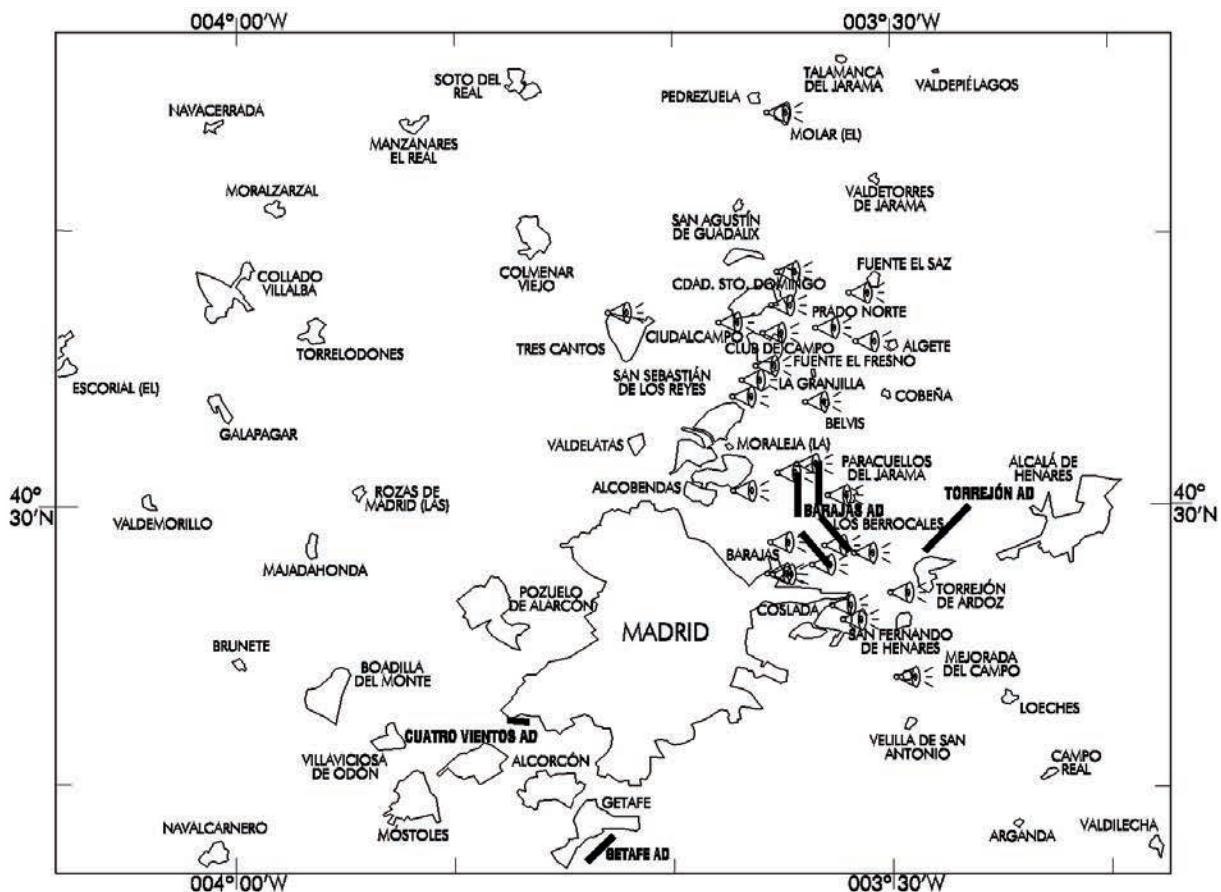 004° 00'W
003° 30'W
SOTO DEL
REAL
TALAMANCA
DEL JARAMA
VALDEPIÉLAGOS
PEDREZUELA
NAVACERRADA
MOLAR (EL)
MANZANARES
EL REAL
MORALZARZAL
VALDETORRES
DE JARAMA
SAN AGUSTÍN
DE GUADALIX
COLLADO
VILLALBA
COLMENAR
VIEJO
FUENTE EL SAZ
CDAD. STO. DOMINGO
PRADO NORTE
CIUDALCAMPO
TORRELODONES
TRES CANTOS
CLUB DE CAMPO
ALGETE
FUENTE EL FRESNO
ESCORIAL (EL)
SAN SEBASTIÁN
DE LOS REYES
LA GRANJILLA
COBEÑA
GALAPAGAR
BELVIS
VALDELATAS
MORALEJA (LA)
PARACUELLOS
DEL JARAMA
ALCALÁ DE
HENARES
40°
30'N
ROZAS DE
MADRID (LAS)
ALCOBENDAS
TORREJÓN AD
40°
30'N
VALDEMORILLO
BARAJAS AD
LOS BERROCALES
MAJADAHONDA
BARAJAS
POZUELO
DE ALARCÓN
TORREJÓN
DE ARDOZ
COSLADA
MADRID
SAN FERNANDO
DE HENARES
BRUNETE
BOADILLA
DEL MONTE
MEJORADA
DEL CAMPO
LOECHES
CUATRO VIENTOS AD
VELILLA DE SAN
ANTONIO
VILLAVICIOSA
DE ODÓN
ALCORCÓN
CAMPO
REAL
GETAFE
NAVALCARNERO
MÓSTOLES
ARGANDA
VALDILECHA
GETAFE AD
004° 00'W
003° 30'W